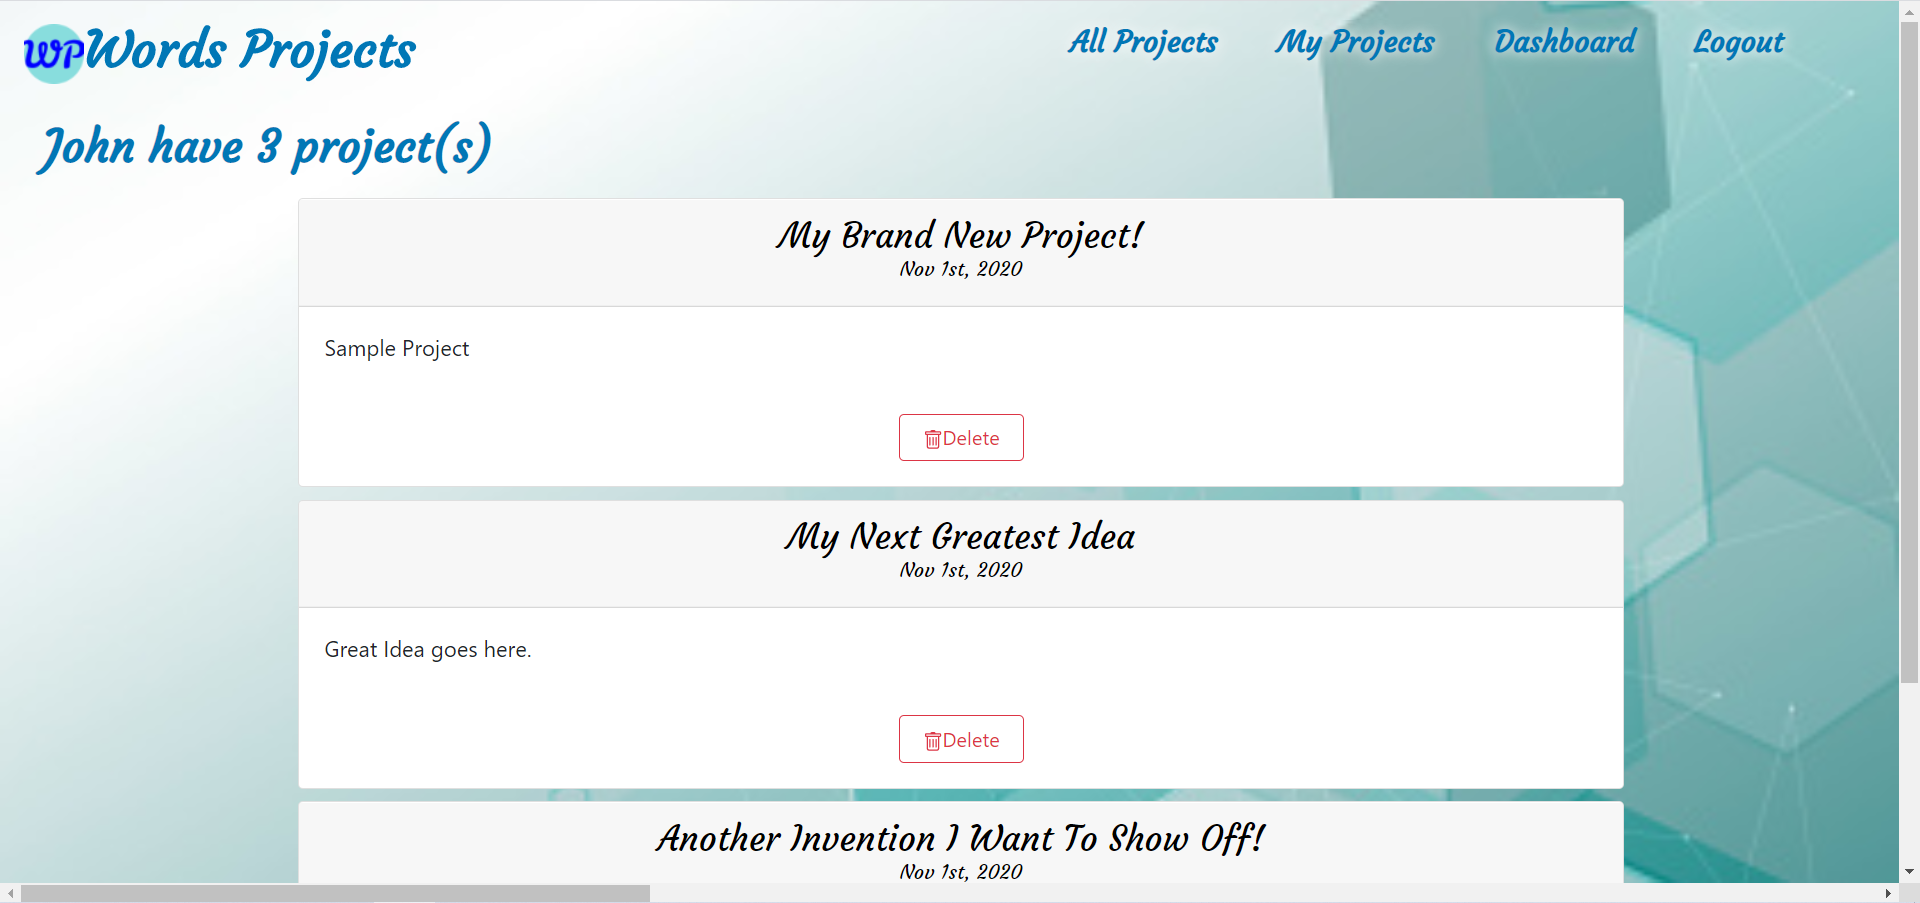 WP Words Projects
All Projects My Projects Dashboard Logout
John have 3 project(s)
My Brand New Project!
Nov 1st, 2020
Sample Project
Delete
My Next Greatest Idea
Nov 1st, 2020
Great Idea goes here.
Delete
Another Invention I Want To Show Off!
Nov 1st, 2020